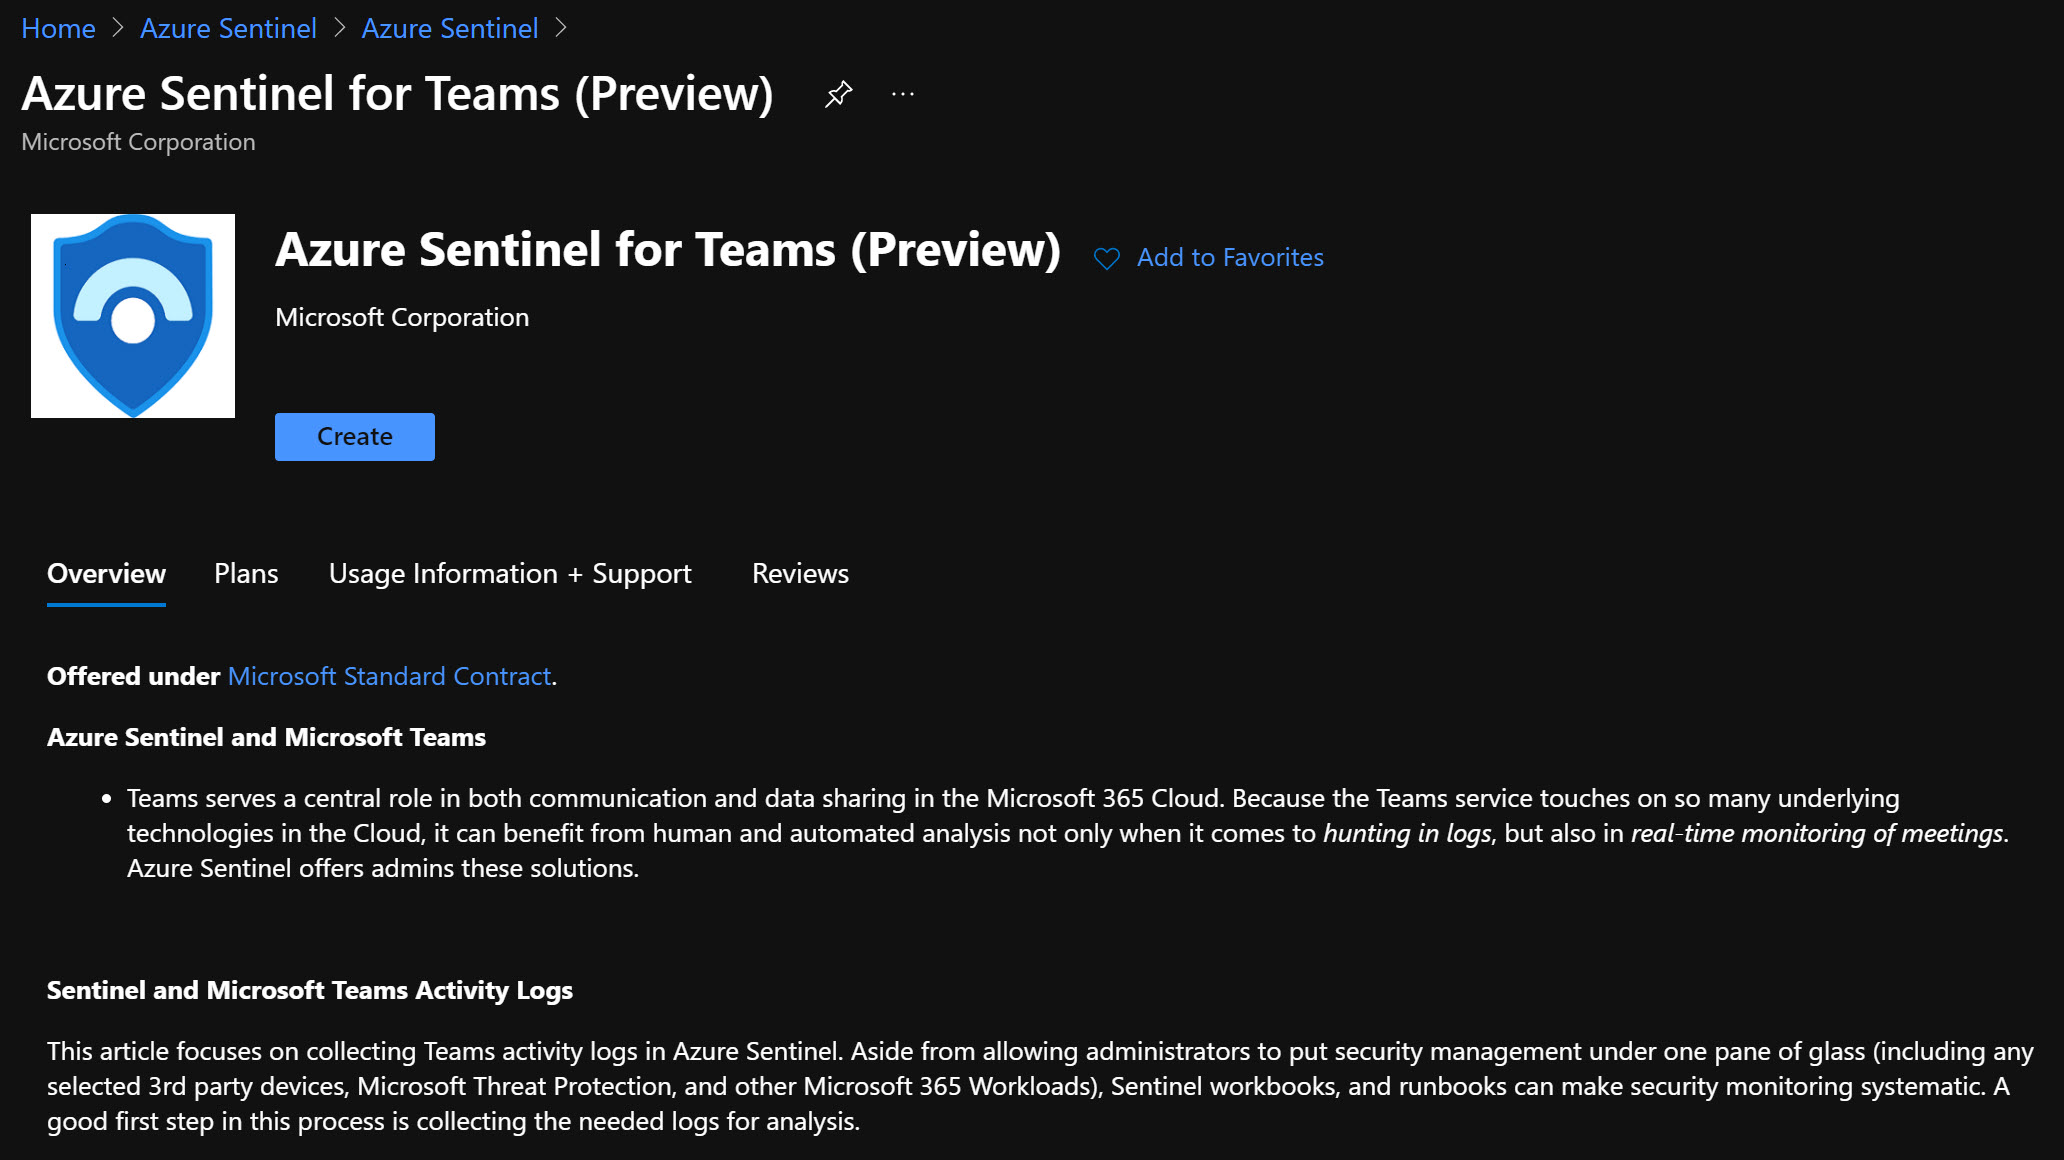 Home > Azure Sentinel > Azure Sentinel >
Azure Sentinel for Teams (Preview) ...
Microsoft Corporation
Azure Sentinel for Teams (Preview) Add to Favorites
Microsoft Corporation
Create
Overview Plans Usage Information + Support Reviews
Offered under Microsoft Standard Contract.
Azure Sentinel and Microsoft Teams
• Teams serves a central role in both communication and data sharing in the Microsoft 365 Cloud. Because the Teams service touches on so many underlying
technologies in the Cloud, it can benefit from human and automated analysis not only when it comes to hunting in logs, but also in real-time monitoring of meetings.
Azure Sentinel offers admins these solutions.
Sentinel and Microsoft Teams Activity Logs
This article focuses on collecting Teams activity logs in Azure Sentinel. Aside from allowing administrators to put security management under one pane of glass (including any
selected 3rd party devices, Microsoft Threat Protection, and other Microsoft 365 Workloads), Sentinel workbooks, and runbooks can make security monitoring systematic. A
good first step in this process is collecting the needed logs for analysis.